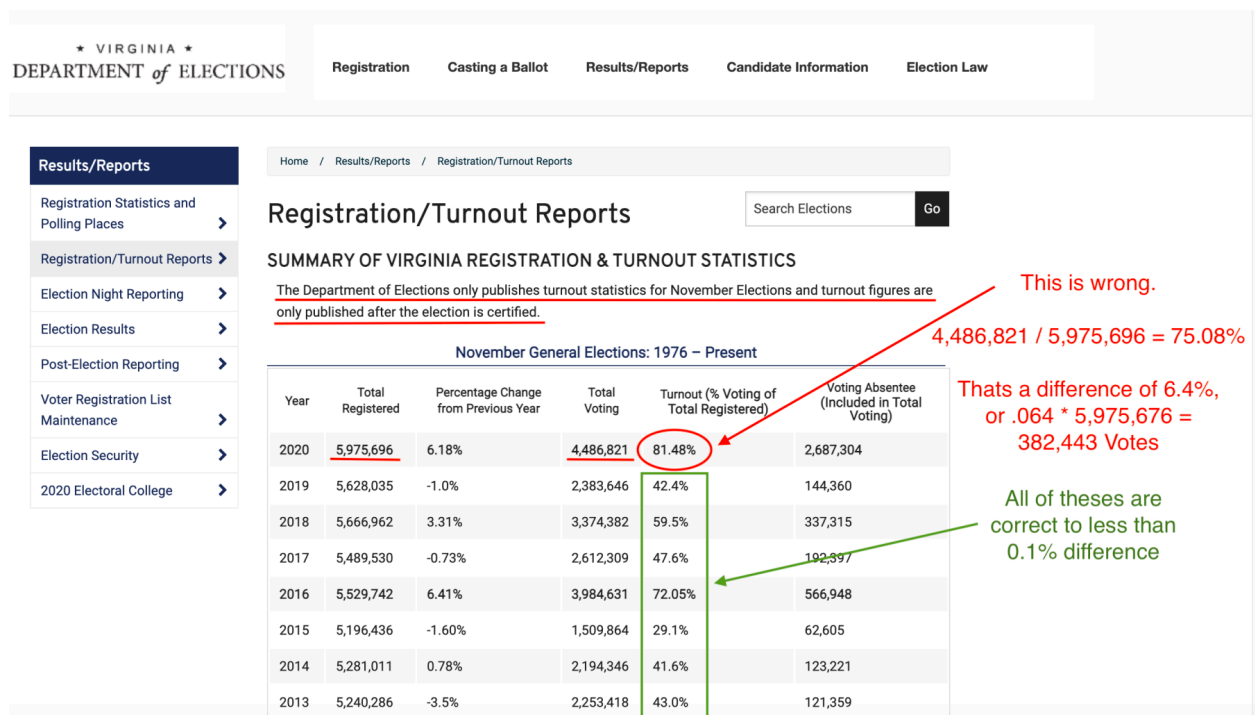 ★ VIRGINIA ★
DEPARTMENT of ELECTIONS
Registration Casting a Ballot Results/Reports Candidate Information Election Law
Results/Reports
Registration Statistics and
Polling Places
Registration/Turnout Reports
Election Night Reporting
Election Results
Post-Election Reporting
Voter Registration List
Maintenance
Election Security
2020 Electoral College
Home / Results/Reports / Registration/Turnout Reports
Registration/Turnout Reports
Search Elections Go
SUMMARY OF VIRGINIA REGISTRATION & TURNOUT STATISTICS
The Department of Elections only publishes turnout statistics for November Elections and turnout figures are
only published after the election is certified.
November General Elections: 1976 – Present
Year Total Registered Percentage Change from Previous Year Total Voting Turnout (% Voting of Total Registered) Voting Absentee (Included in Total Voting)
2020 5,975,696 6.18% 4,486,821 81.48% 2,687,304
2019 5,628,035 -1.0% 2,383,646 42.4% 144,360
2018 5,666,962 3.31% 3,374,382 59.5% 337,315
2017 5,489,530 -0.73% 2,612,309 47.6% 192,397
2016 5,529,742 6.41% 3,984,631 72.05% 566,948
2015 5,196,436 -1.60% 1,509,864 29.1% 62,605
2014 5,281,011 0.78% 2,194,346 41.6% 123,221
2013 5,240,286 -3.5% 2,253,418 43.0% 121,359
This is wrong.
4,486,821 / 5,975,696 = 75.08%
Thats a difference of 6.4%,
or .064 * 5,975,676 =
382,443 Votes
All of theses are
correct to less than
0.1% difference